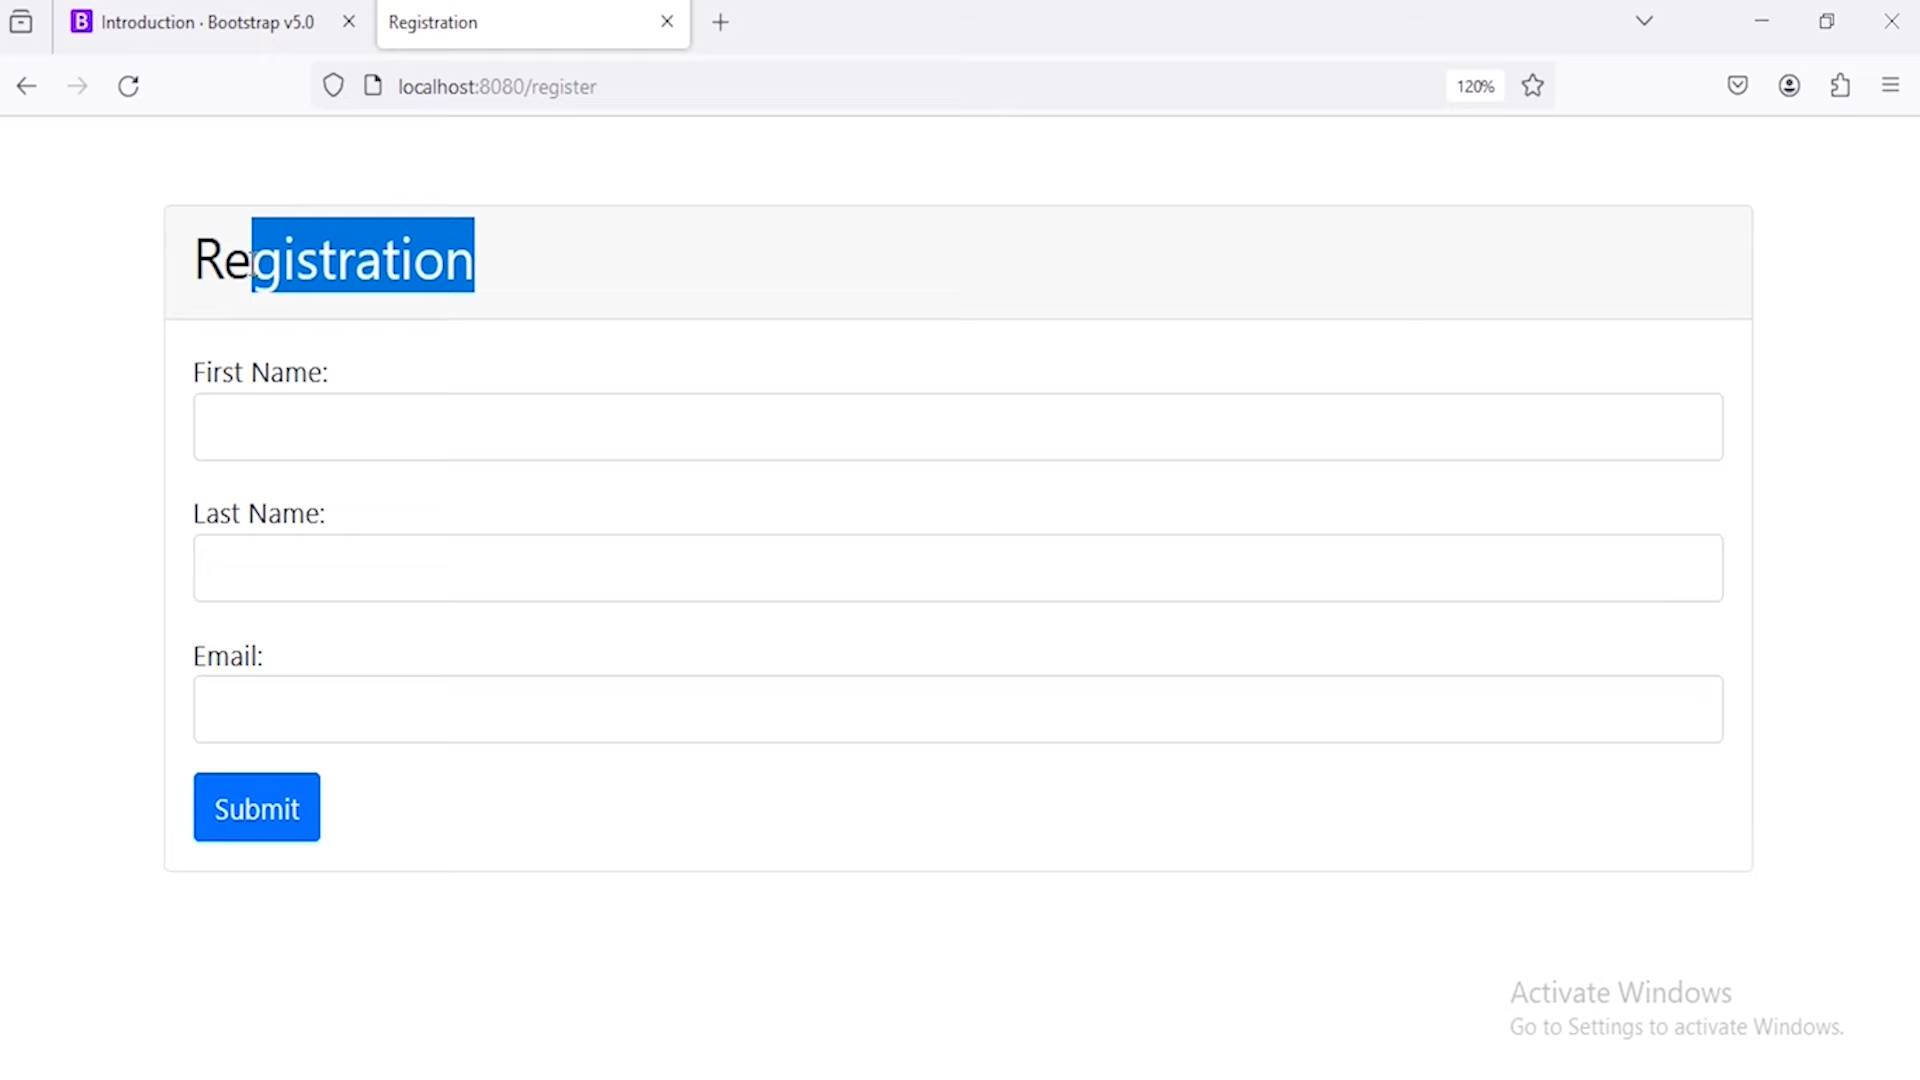 B Introduction · Bootstrap v5.0
Registration
localhost:8080/register
120%
Registration
First Name:
Last Name:
Email:
Submit
Activate Windows
Go to Settings to activate Windows.